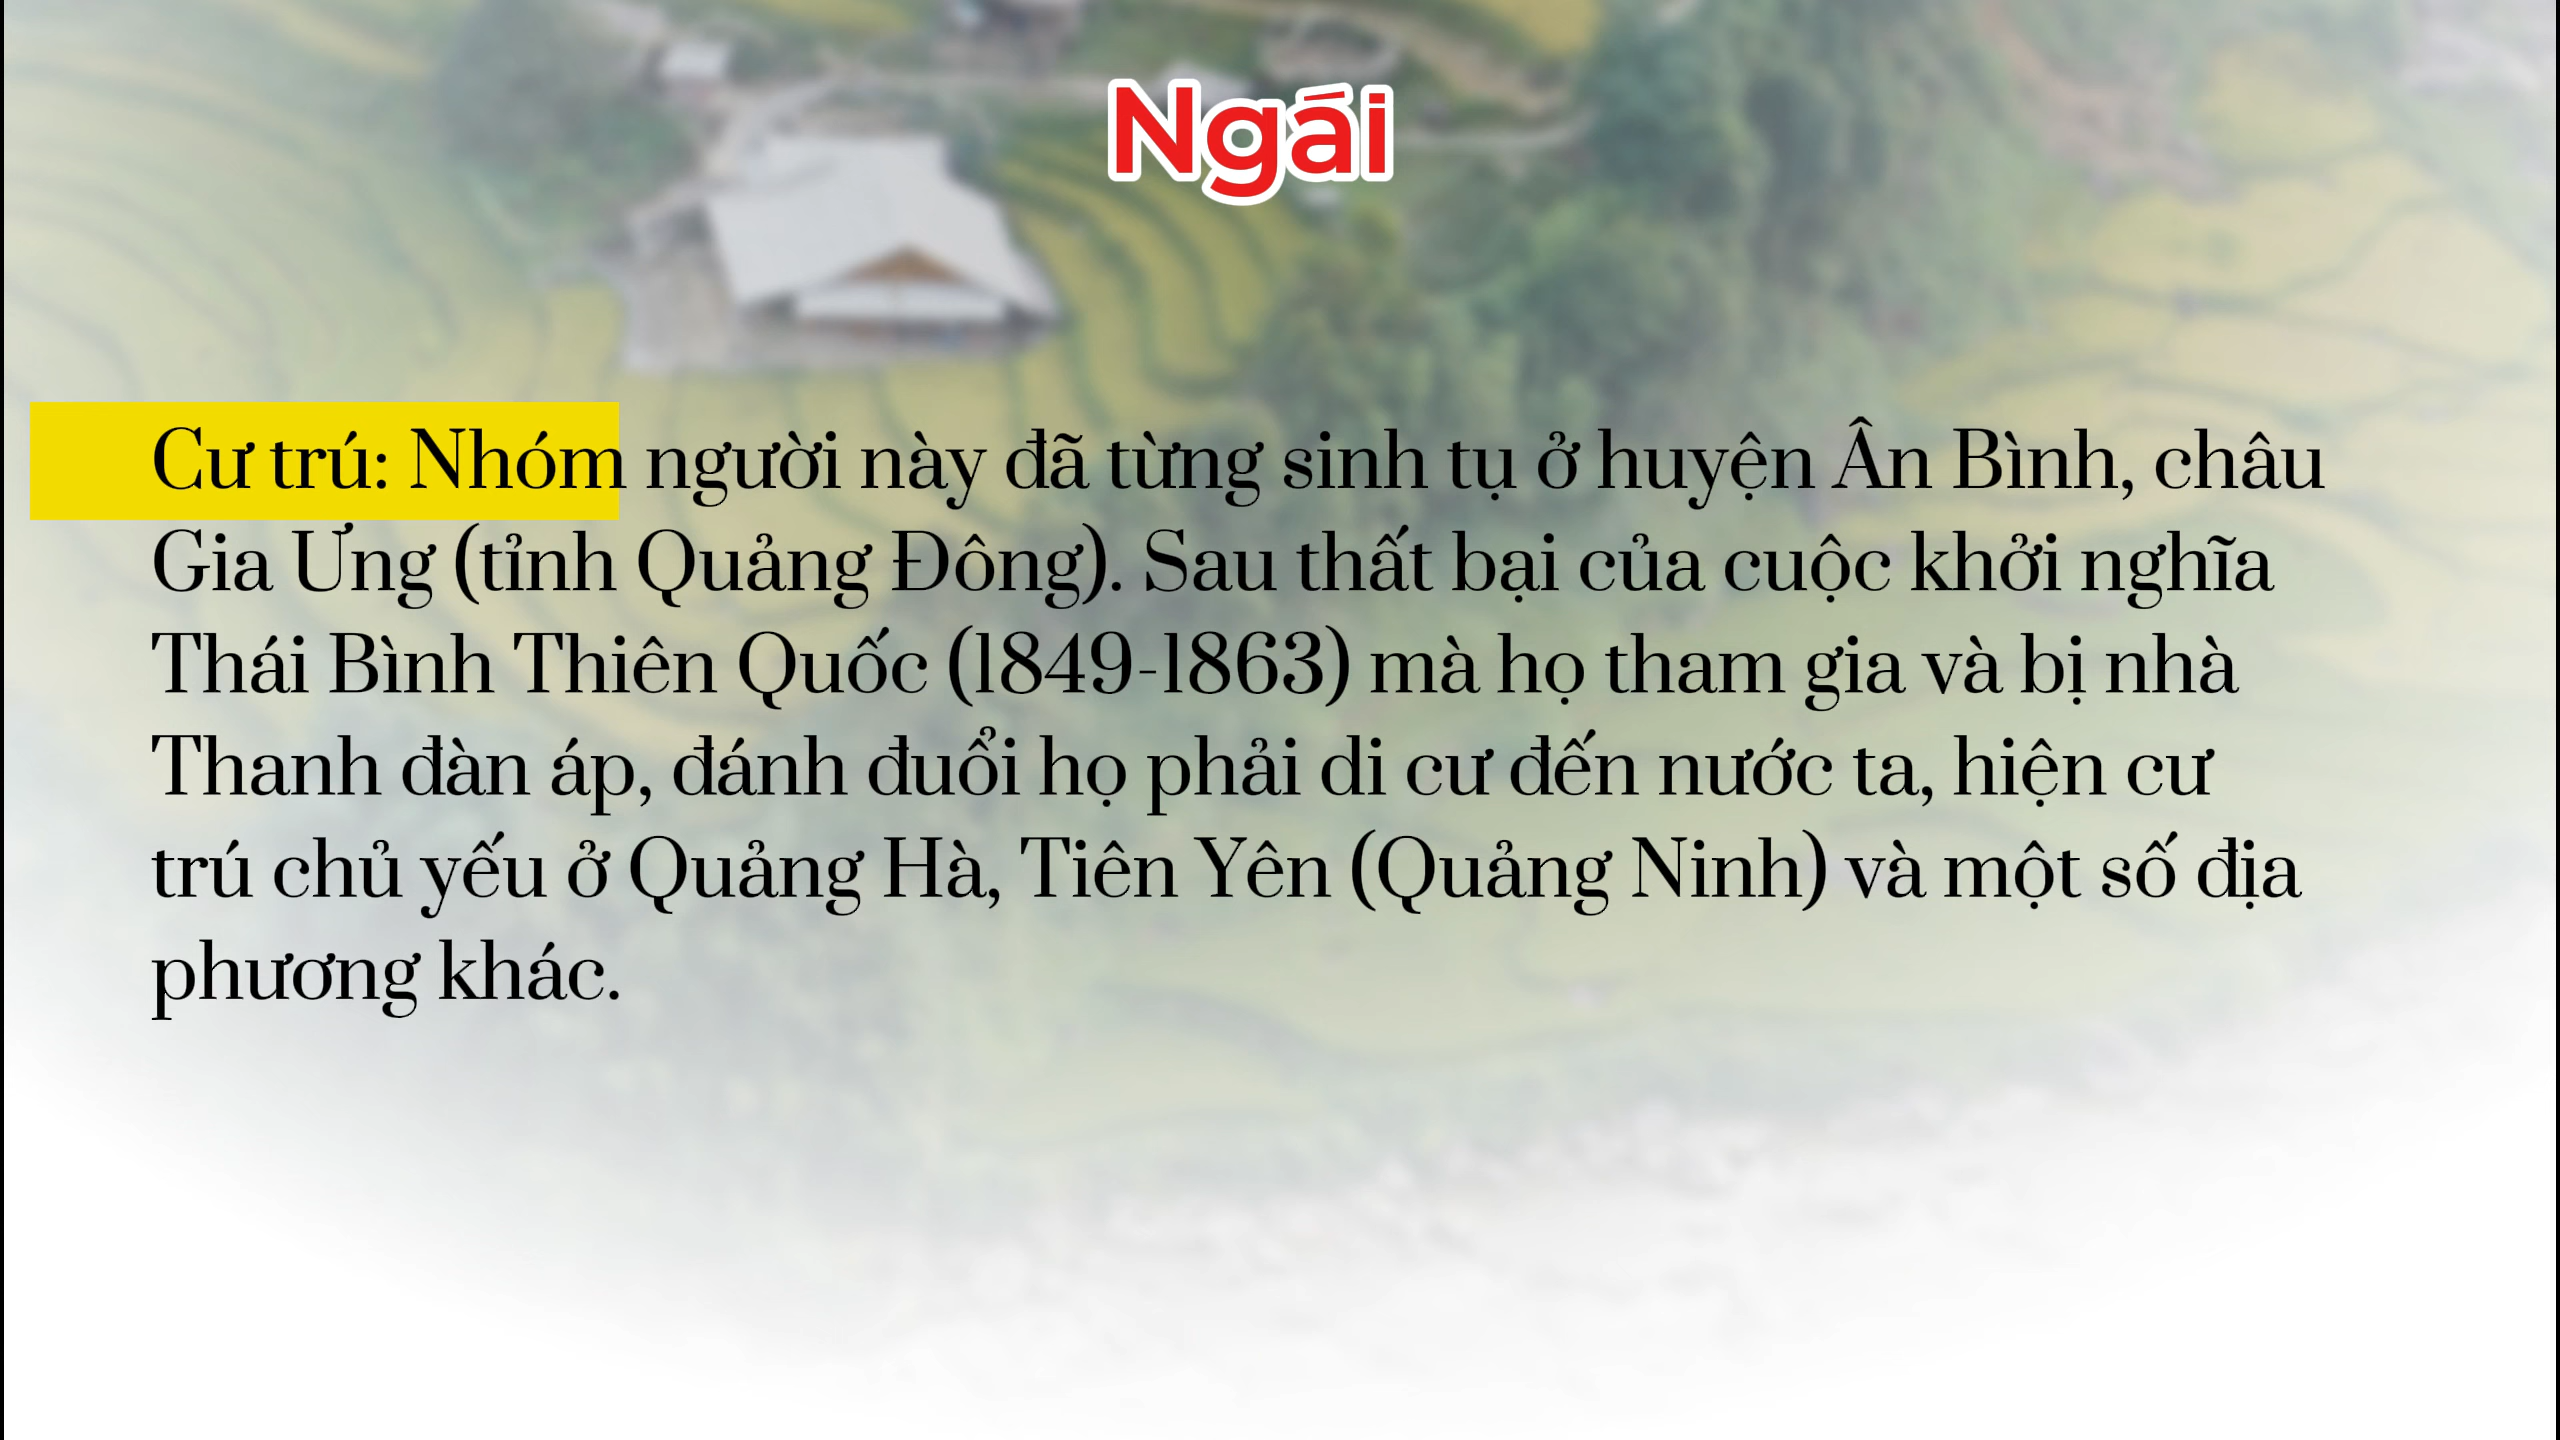 Ngái
Cư trú: Nhóm người này đã từng sinh tụ ở huyện Ân Bình, châu
Gia Ưng (tỉnh Quảng Đông). Sau thất bại của cuộc khởi nghĩa
Thái Bình Thiên Quốc (1849-1863) mà họ tham gia và bị nhà
Thanh đàn áp, đánh đuổi họ phải di cư đến nước ta, hiện cư
trú chủ yếu ở Quảng Hà, Tiên Yên (Quảng Ninh) và một số địa
phương khác.